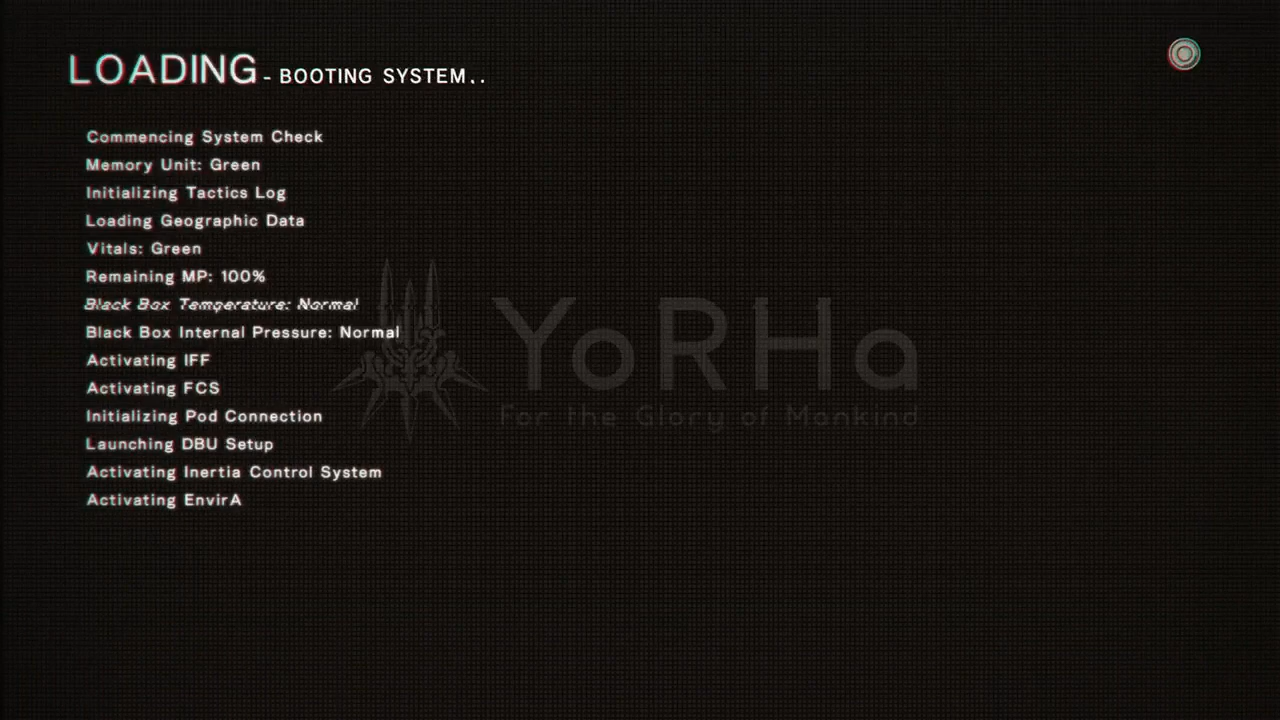 LOADING - BOOTING SYSTEM..
Commencing System Check
Memory Unit: Green
Initializing Tactics Log
Loading Geographic Data
Vitals: Green
Remaining MP: 100%
Black Box Temperature: Normal
Black Box Internal Pressure: Normal
Activating IFF
Activating FCS
Initializing Pod Connection
Launching DBU Setup
Activating Inertia Control System
Activating EnvirA
YoRHa
For the Glory of Mankind